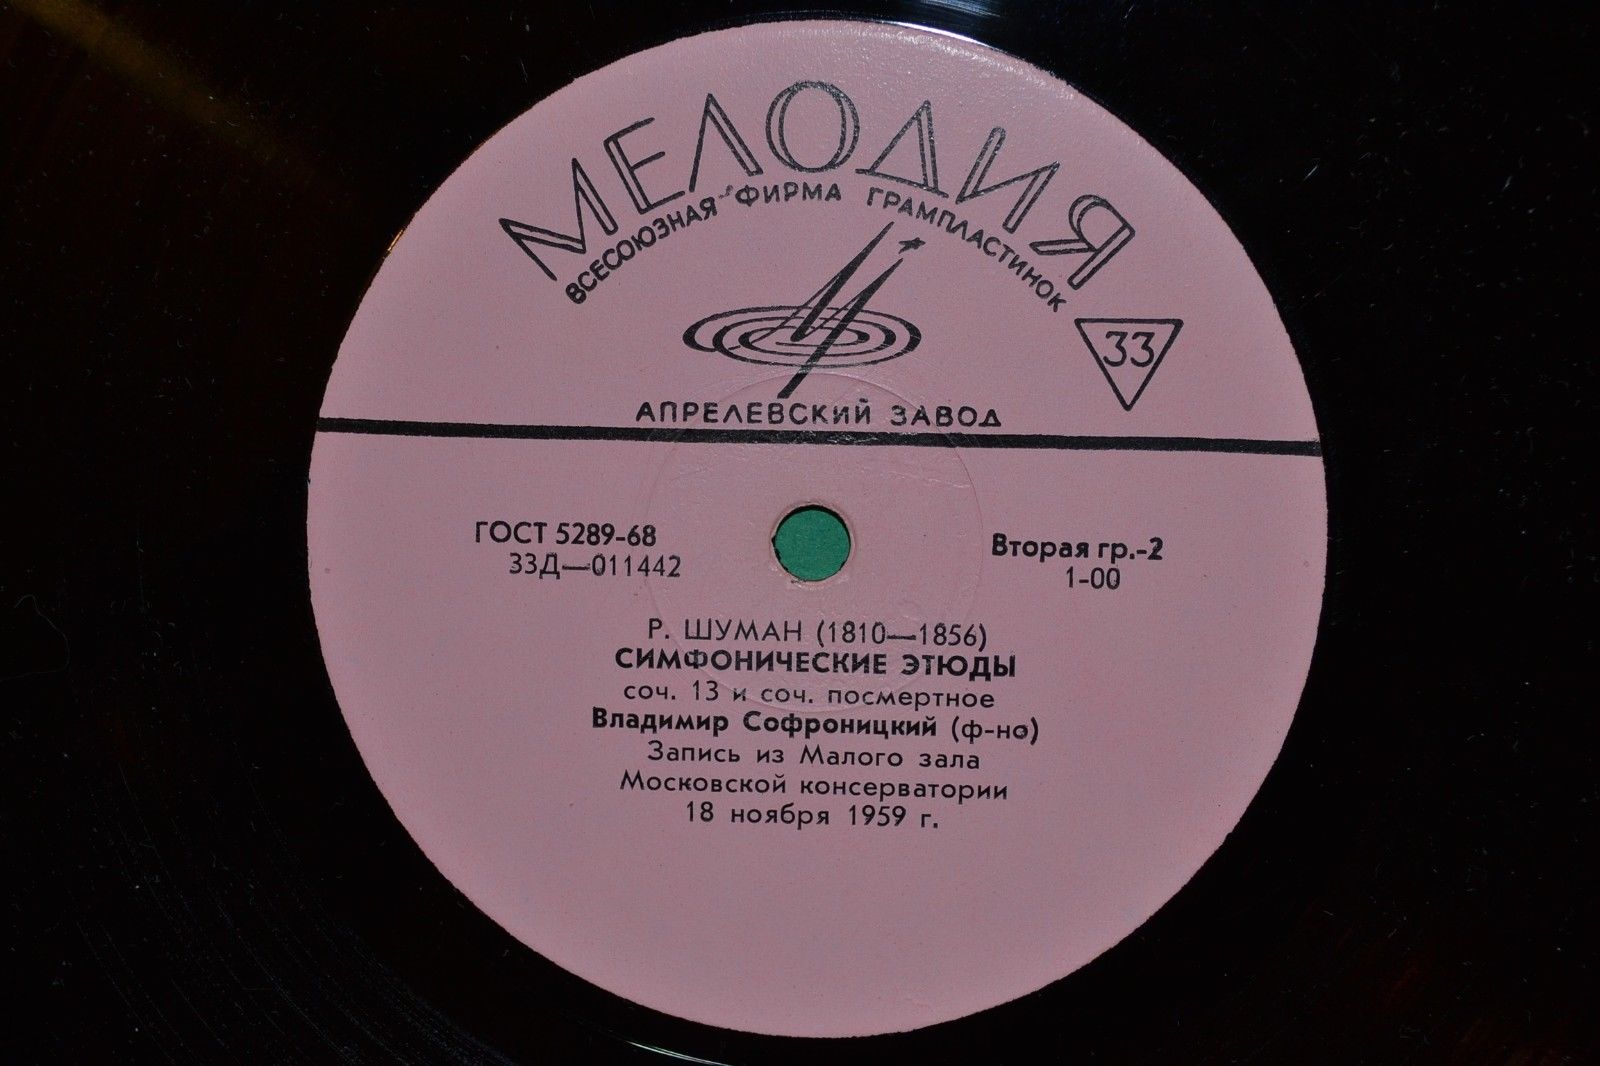 МЕЛОДИЯ
ВСЕСОЮЗНАЯ ФИРМА ГРАМПЛАСТИНОК
33
АПРЕЛЕВСКИЙ ЗАВОД
ГОСТ 5289-68
33Д—011442
Вторая гр.-2
1-00
Р. ШУМАН (1810—1856)
СИМФОНИЧЕСКИЕ ЭТЮДЫ
соч. 13 и соч. посмертное
Владимир Софроницкий (ф-но)
Запись из Малого зала
Московской консерватории
18 ноября 1959 г.